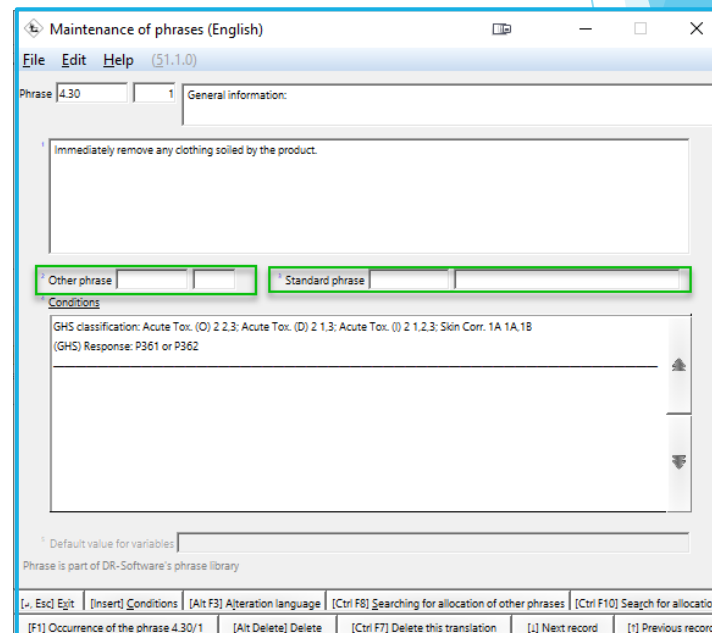 Maintenance of phrases (English)
File Edit Help (51.1.0)
Phrase 4.30 1 General information:
1 Immediately remove any clothing soiled by the product.
2 Other phrase 3 Standard phrase
Conditions
GHS classification: Acute Tox. (O) 2 2,3; Acute Tox. (D) 2 1,3; Acute Tox. (I) 2 1,2,3; Skin Corr. 1A 1A,1B
(GHS) Response: P361 or P362
Default value for variables
Phrase is part of DR-Software's phrase library
[↲, Esc] Exit [Insert] Conditions [Alt F3] Alteration language [Ctrl F8] Searching for allocation of other phrases [Ctrl F10] Search for allocatio
[F1] Occurrence of the phrase 4.30/1 [Alt Delete] Delete [Ctrl F7] Delete this translation [↓] Next record [↑] Previous record